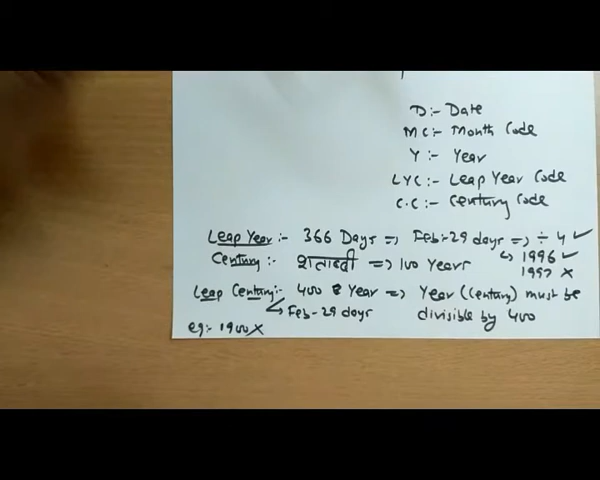 D:- Date
MC:- Month Code
Y:- Year
LYC:- Leap Year Code
C.C:- Century Code
Leap Year:- 366 Days => Feb:-29 days => ÷ 4 ✓
↳ 1996 ✓
Century:- शताब्दी => 100 Years
1997 X
Leap Century:- 400 Year => Year (Century) must be
↳ Feb-29 days divisible by 400
eg:- 1900 X